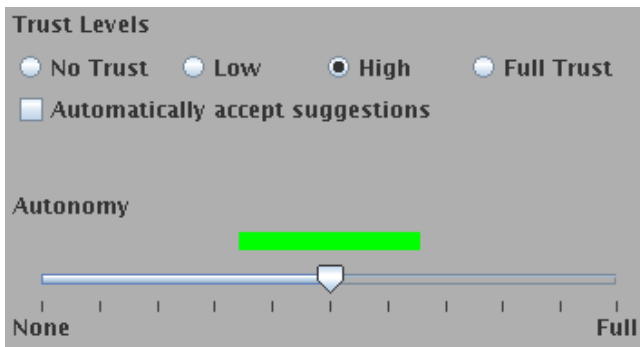 Trust Levels
No Trust Low High Full Trust
Automatically accept suggestions
Autonomy
None Full